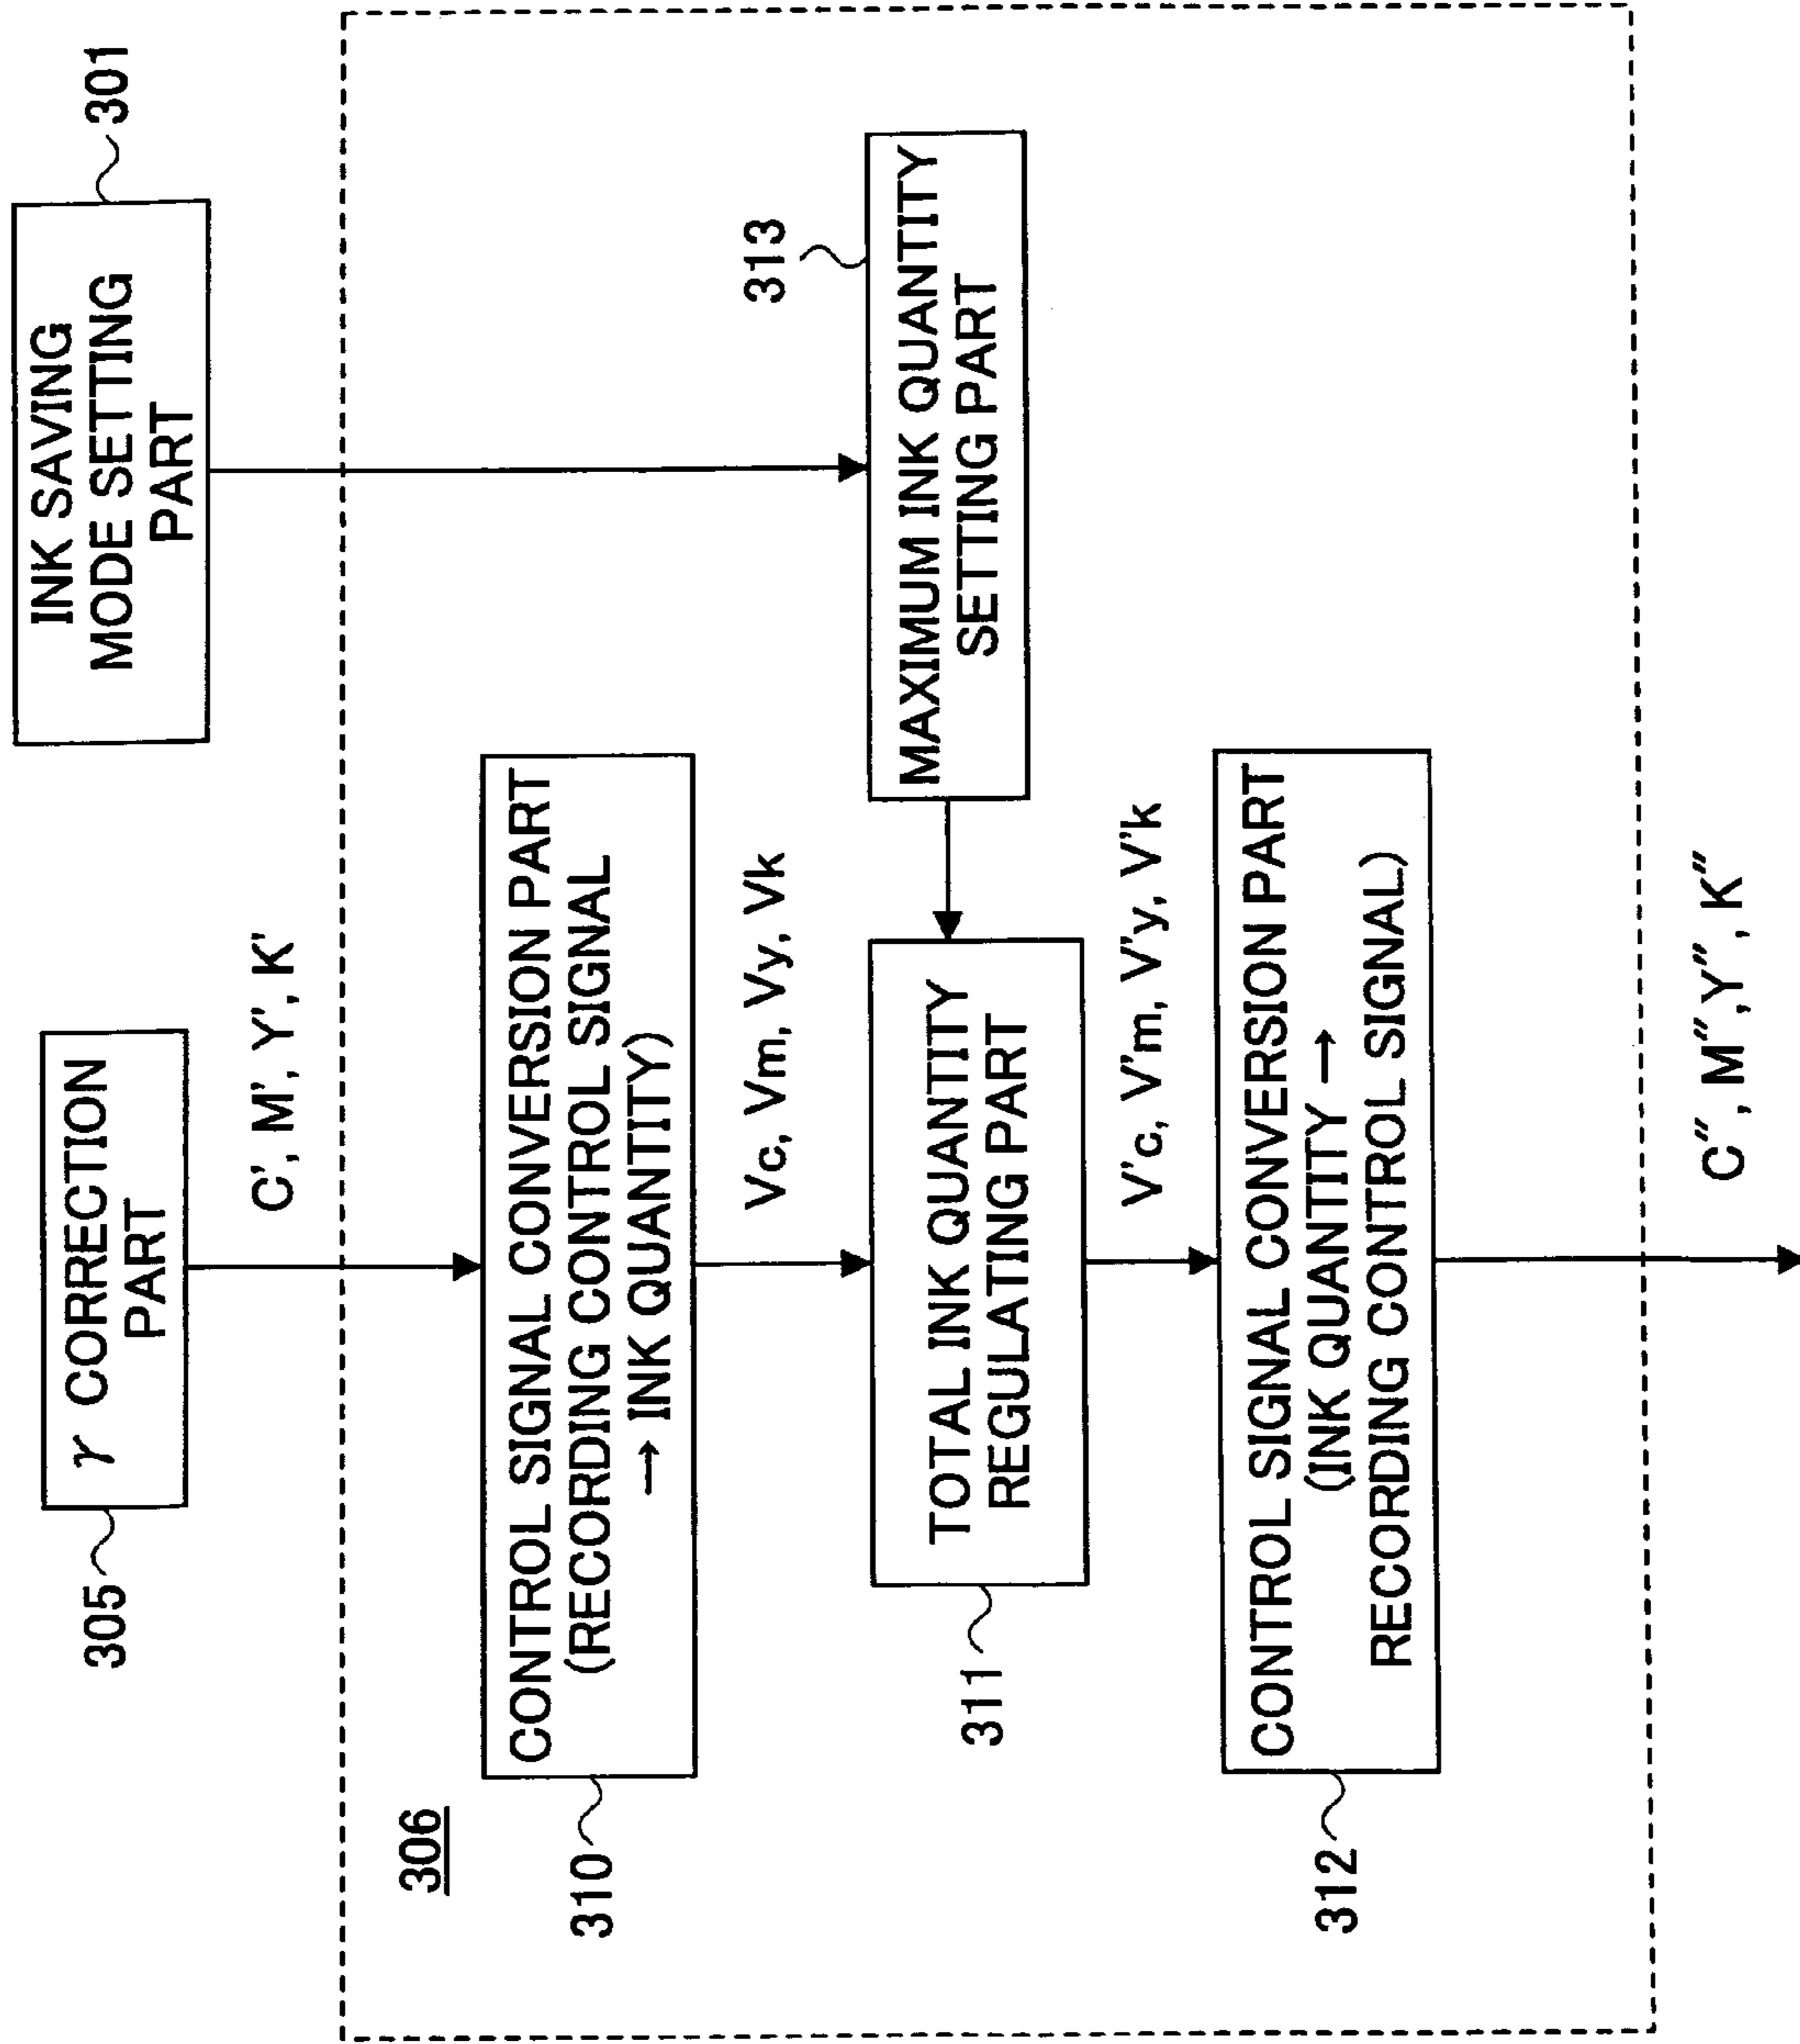 305
γ CORRECTION
PART
C', M', Y', K'
INK SAVING
MODE SETTING
PART
301
306
310
CONTROL SIGNAL CONVERSION PART
(RECORDING CONTROL SIGNAL
→ INK QUANTITY)
Vc, Vm, Vy, Vk
311
TOTAL INK QUANTITY
REGULATING PART
313
MAXIMUM INK QUANTITY
SETTING PART
V'c, V'm, V'y, V'k
312
CONTROL SIGNAL CONVERSION PART
(INK QUANTITY →
RECORDING CONTROL SIGNAL)
C'', M'', Y'', K''